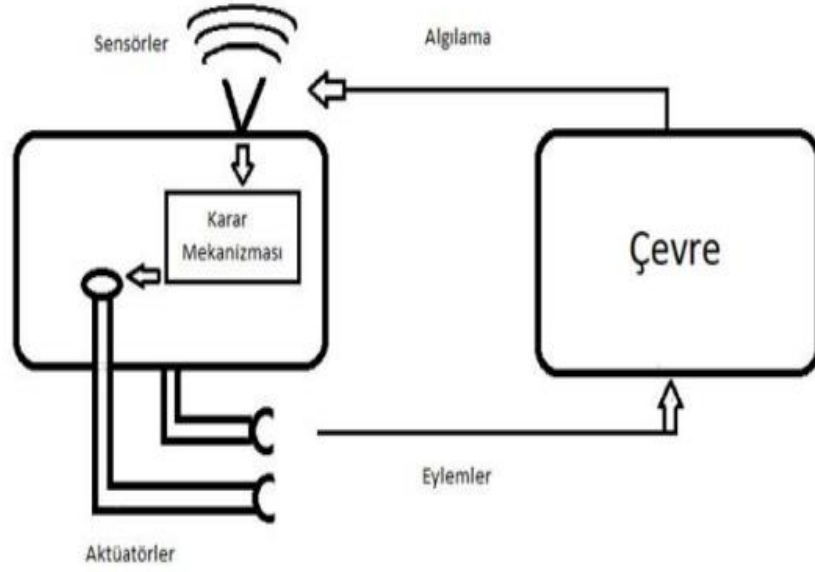 Sensörler
Algılama
Karar
Mekanizması
Çevre
Eylemler
Aktüatörler